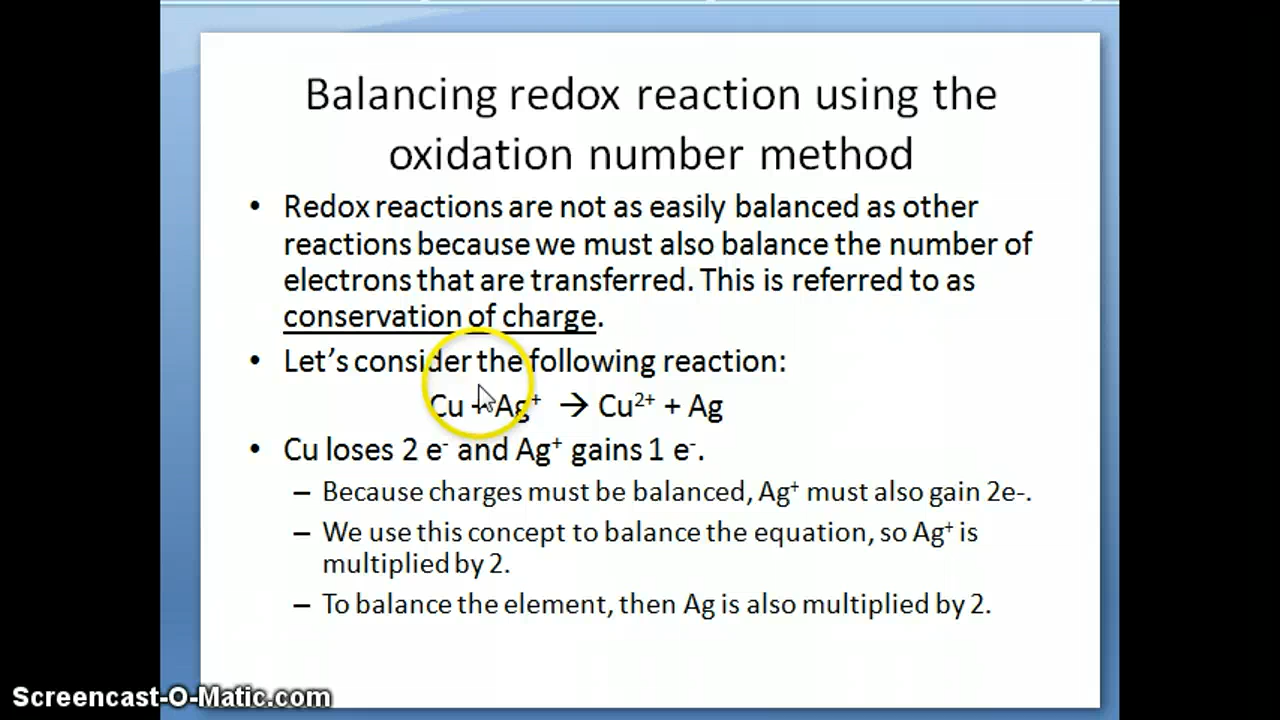 Balancing redox reaction using the
oxidation number method
• Redox reactions are not as easily balanced as other
reactions because we must also balance the number of
electrons that are transferred. This is referred to as
conservation of charge.
• Let’s consider the following reaction:
Cu + Ag⁺ → Cu²⁺ + Ag
• Cu loses 2 e⁻ and Ag⁺ gains 1 e⁻.
– Because charges must be balanced, Ag⁺ must also gain 2e-.
– We use this concept to balance the equation, so Ag⁺ is
multiplied by 2.
– To balance the element, then Ag is also multiplied by 2.
Screencast-O-Matic.com